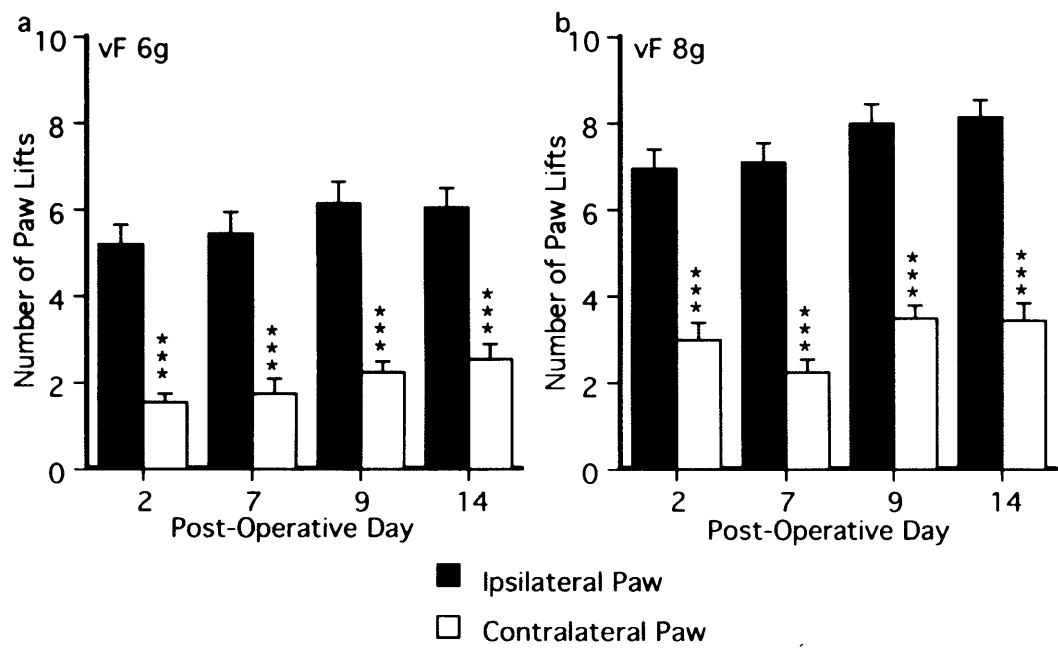 a
vF 6g
10
8
6
4
2
0
Number of Paw Lifts
***
***
***
***
2 7 9 14
Post-Operative Day
b
vF 8g
10
8
6
4
2
0
Number of Paw Lifts
***
***
***
***
2 7 9 14
Post-Operative Day
Ipsilateral Paw
Contralateral Paw